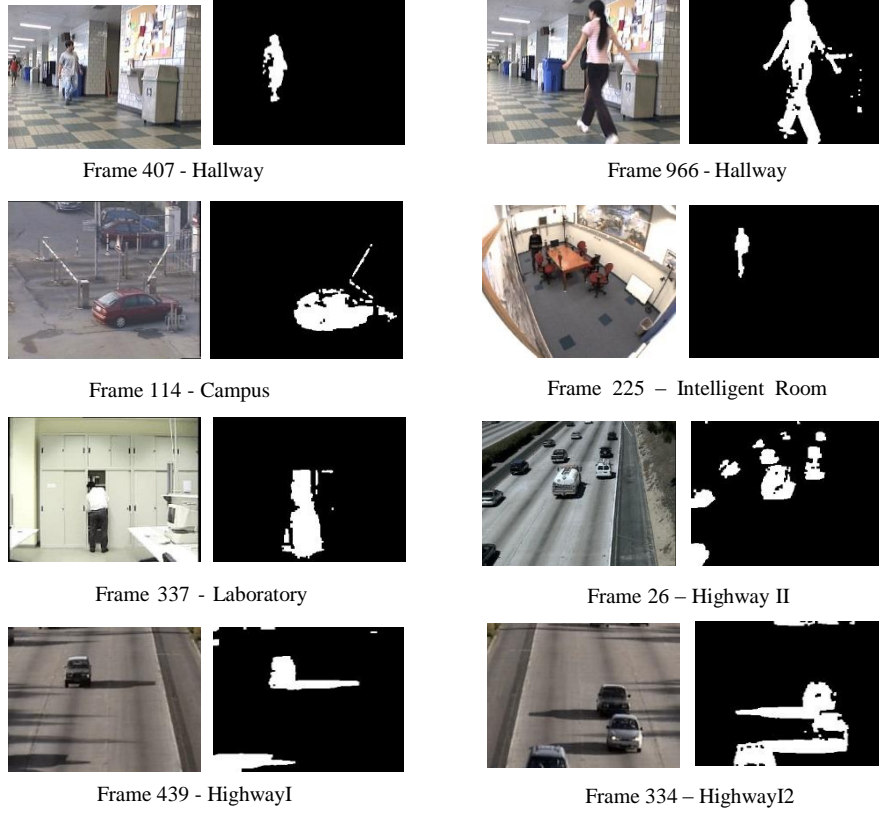 Frame 407 - Hallway
Frame 966 - Hallway
Frame 114 - Campus
Frame 225 – Intelligent Room
Frame 337 - Laboratory
Frame 26 – Highway II
Frame 439 - HighwayI
Frame 334 – HighwayI2